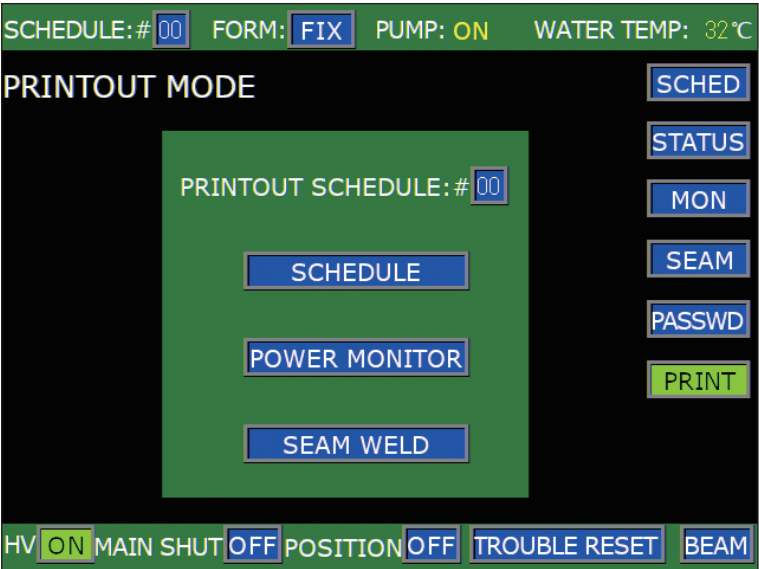 SCHEDULE:#00 FORM: FIX PUMP: ON WATER TEMP: 32℃
PRINTOUT MODE
SCHED
STATUS
PRINTOUT SCHEDULE:#00
MON
SCHEDULE
SEAM
PASSWD
POWER MONITOR
PRINT
SEAM WELD
HV ON MAIN SHUT OFF POSITION OFF TROUBLE RESET BEAM